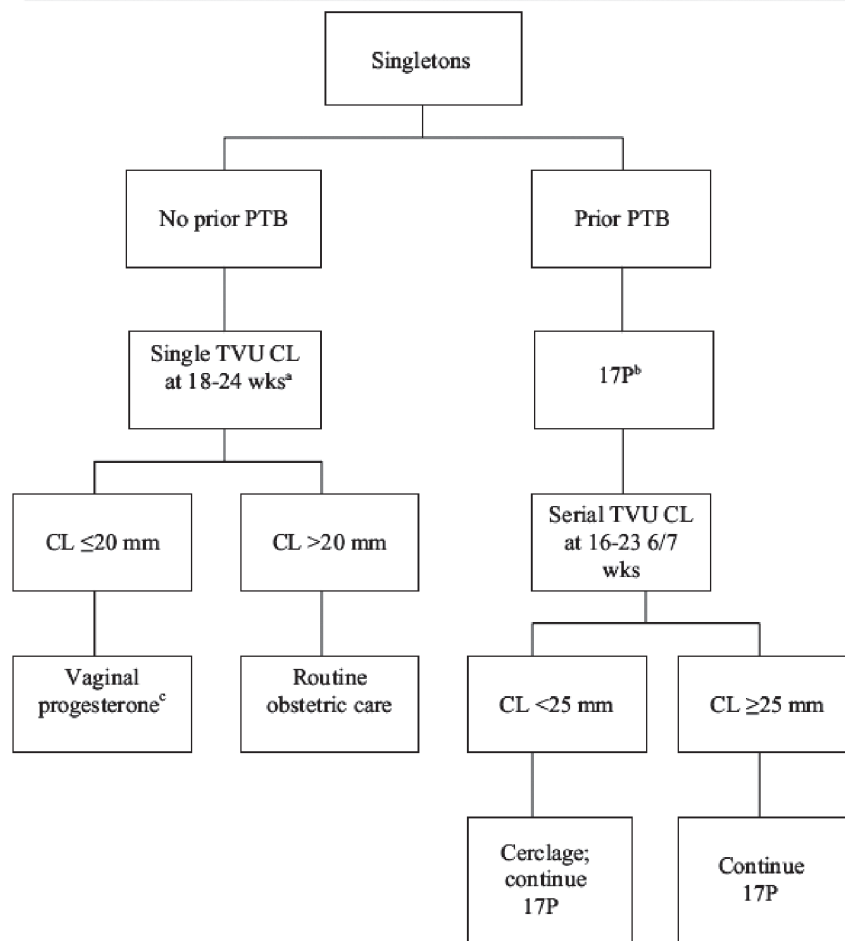 Singletons
No prior PTB
Prior PTB
Single TVU CL
at 18-24 wksᵃ
17Pᵇ
CL ≤20 mm
CL >20 mm
Serial TVU CL
at 16-23 6/7
wks
Vaginal
progesteroneᶜ
Routine
obstetric care
CL <25 mm
CL ≥25 mm
Cerclage;
continue
17P
Continue
17P